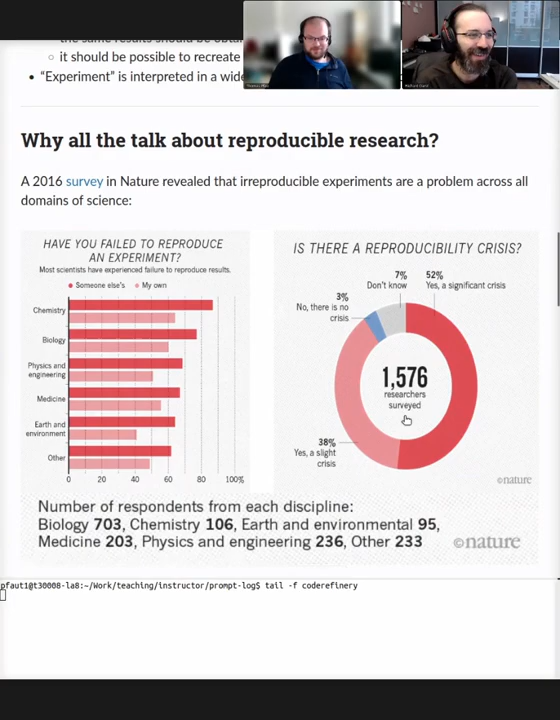 it should be possible to recreate
"Experiment" is interpreted in a wide
Why all the talk about reproducible research?
A 2016 survey in Nature revealed that irreproducible experiments are a problem across all
domains of science:
HAVE YOU FAILED TO REPRODUCE
AN EXPERIMENT?
Most scientists have experienced failure to reproduce results.
Someone else's My own
Chemistry
Biology
Physics and
engineering
Medicine
Earth and
environment
Other
0 20 40 60 80 100%
IS THERE A REPRODUCIBILITY CRISIS?
7%
Don't know
52%
Yes, a significant crisis
3%
No, there is no
crisis
1,576
researchers
surveyed
38%
Yes, a slight
crisis
©nature
Number of respondents from each discipline:
Biology 703, Chemistry 106, Earth and environmental 95,
Medicine 203, Physics and engineering 236, Other 233
©nature
pfaut1@t30008-la8:~/Work/teaching/instructor/prompt-log$ tail -f coderefinery